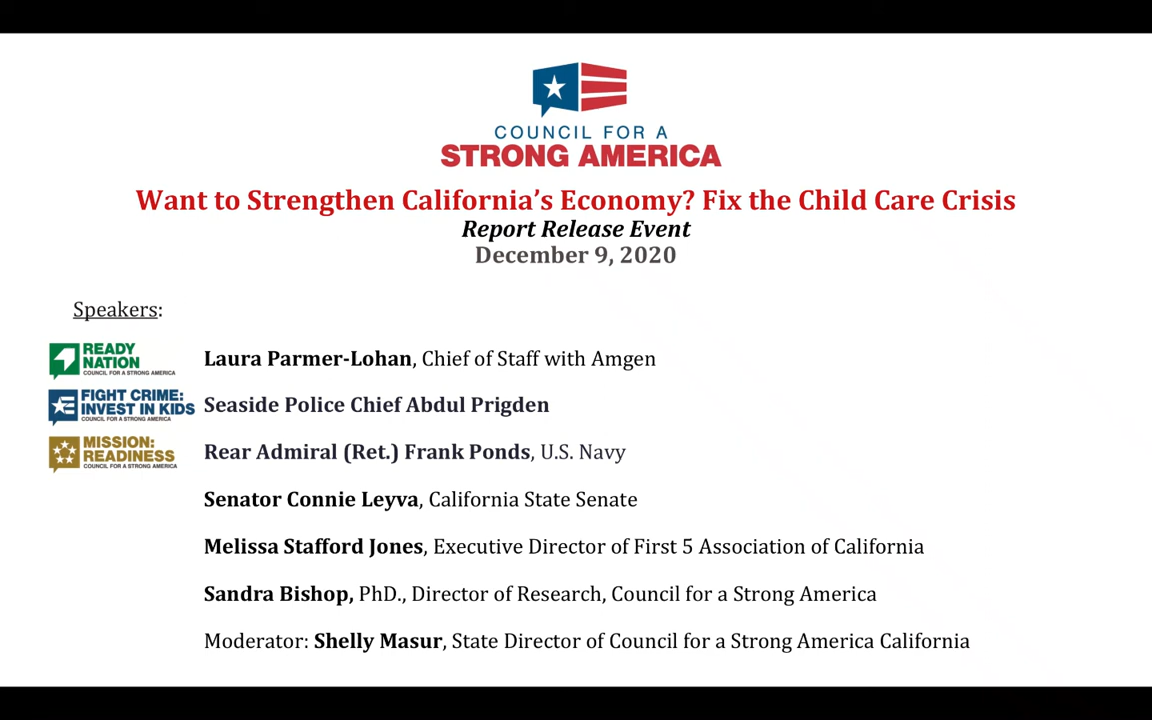 COUNCIL FOR A
STRONG AMERICA
Want to Strengthen California’s Economy? Fix the Child Care Crisis
Report Release Event
December 9, 2020
Speakers:
READY
NATION
COUNCIL FOR A STRONG AMERICA
Laura Parmer-Lohan, Chief of Staff with Amgen
FIGHT CRIME:
INVEST IN KIDS
COUNCIL FOR A STRONG AMERICA
Seaside Police Chief Abdul Prigden
MISSION:
READINESS
COUNCIL FOR A STRONG AMERICA
Rear Admiral (Ret.) Frank Ponds, U.S. Navy
Senator Connie Leyva, California State Senate
Melissa Stafford Jones, Executive Director of First 5 Association of California
Sandra Bishop, PhD., Director of Research, Council for a Strong America
Moderator: Shelly Masur, State Director of Council for a Strong America California